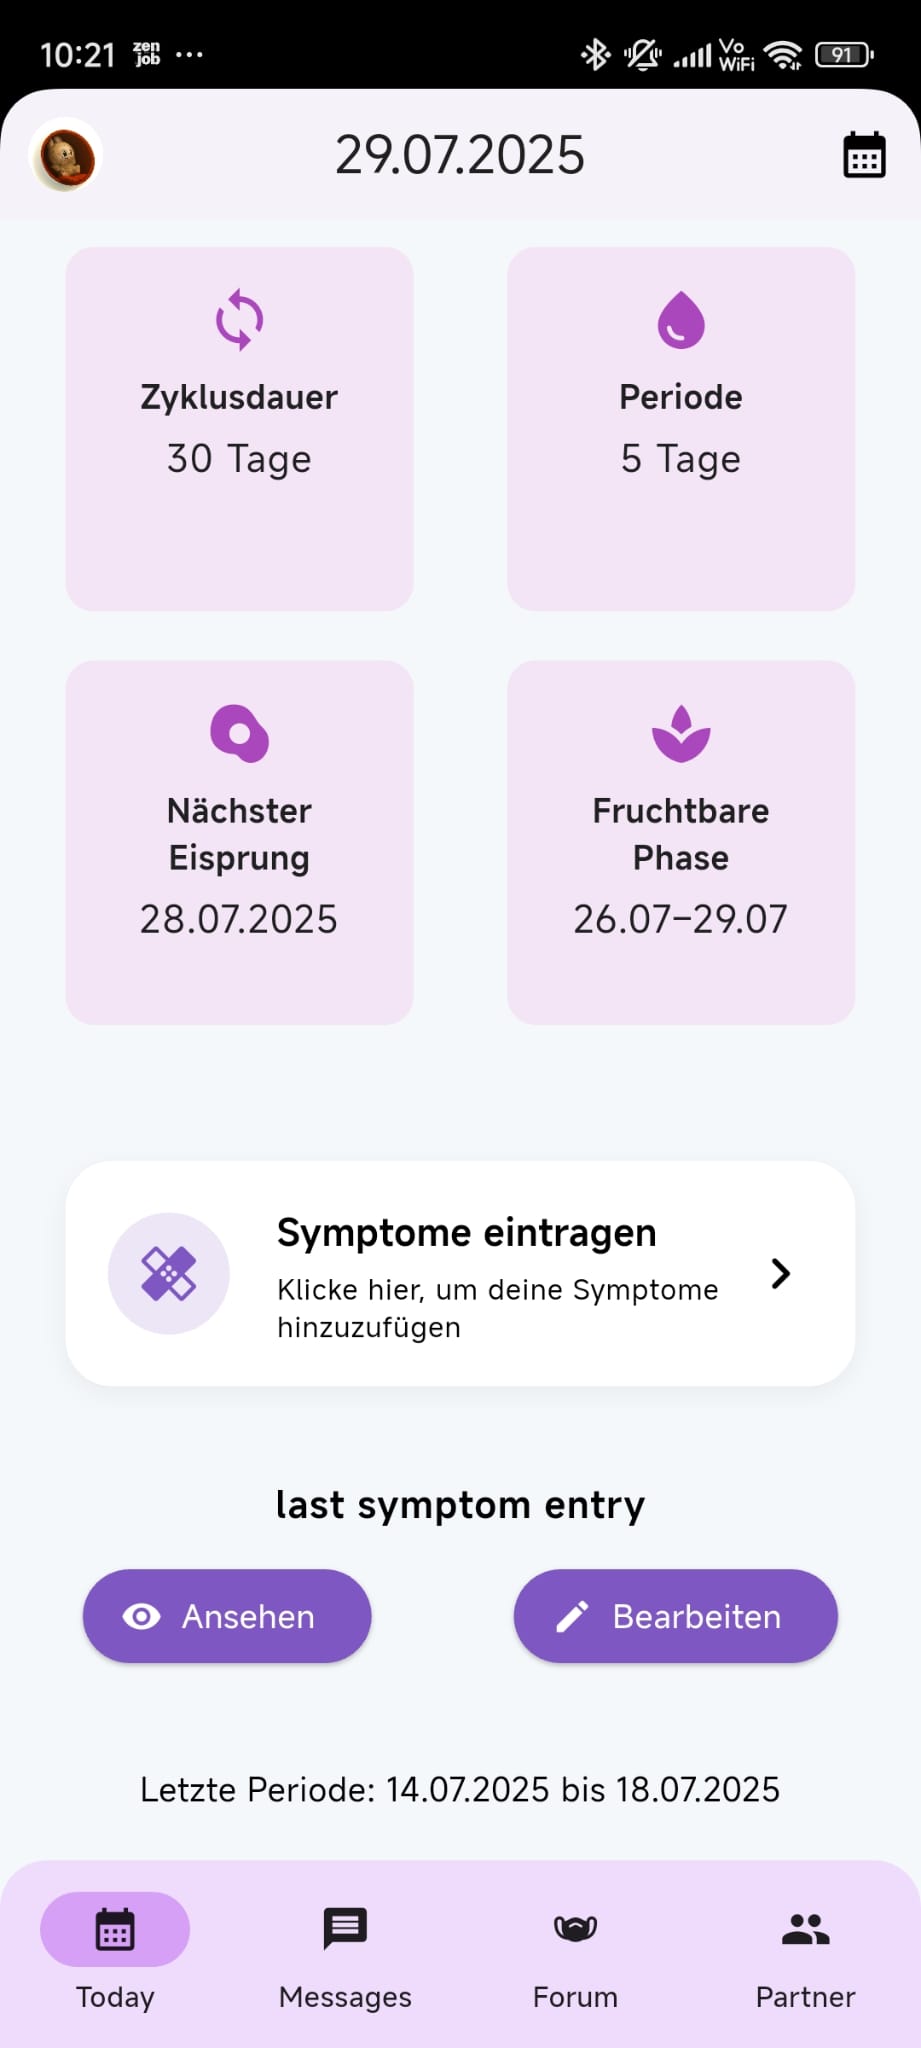 10:21 zen job ...
Vo WiFi 91
29.07.2025
Zyklusdauer
30 Tage
Periode
5 Tage
Nächster
Eisprung
28.07.2025
Fruchtbare
Phase
26.07–29.07
Symptome eintragen
Klicke hier, um deine Symptome
hinzuzufügen
last symptom entry
Ansehen
Bearbeiten
Letzte Periode: 14.07.2025 bis 18.07.2025
Today
Messages
Forum
Partner